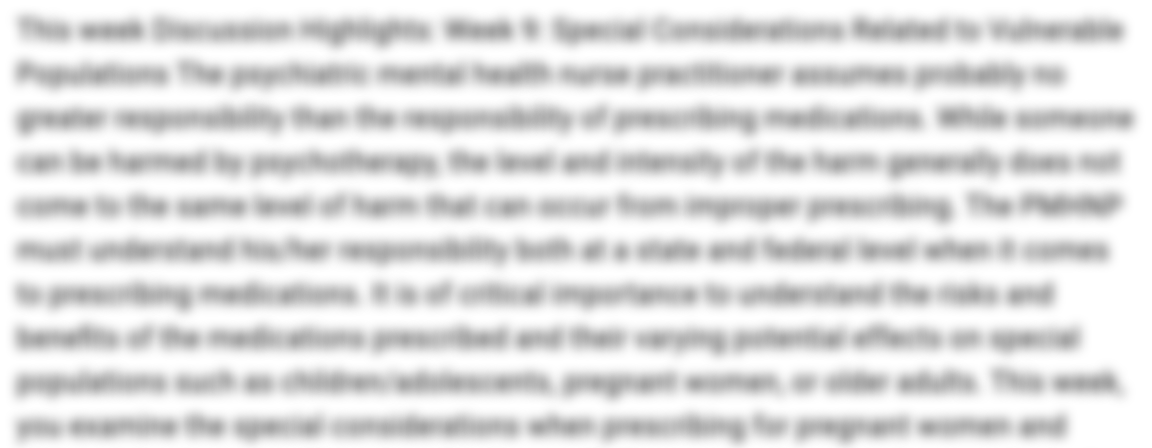 This week Discussion Highlights: Week 9: Special Considerations Related to Vulnerable
Populations The psychiatric mental health nurse practitioner assumes probably no
greater responsibility than the responsibility of prescribing medications. While someone
can be harmed by psychotherapy, the level and intensity of the harm generally does not
come to the same level of harm that can occur from improper prescribing. The PMHNP
must understand his/her responsibility both at a state and federal level when it comes
to prescribing medications. It is of critical importance to understand the risks and
benefits of the medications prescribed and their varying potential effects on special
populations such as children/adolescents, pregnant women, or older adults. This week,
you examine the special considerations when prescribing for pregnant women and